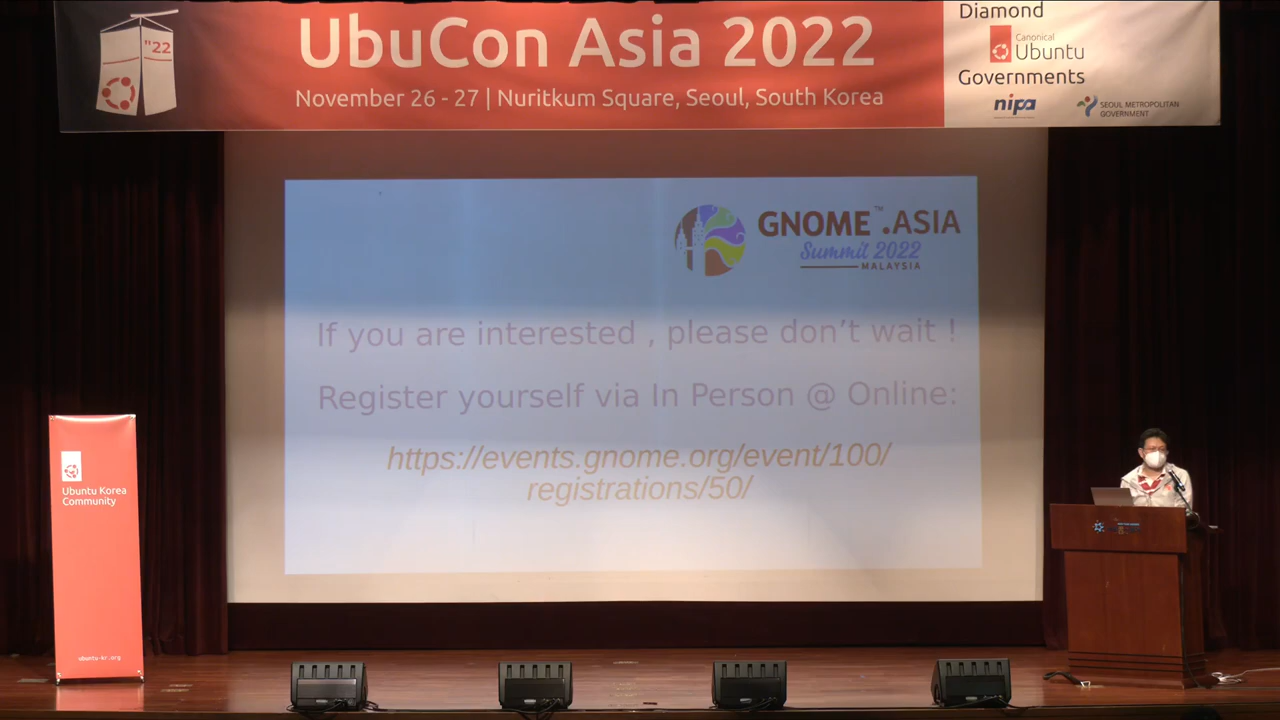 "22
UbuCon Asia 2022
November 26 - 27 | Nuritkum Square, Seoul, South Korea
Diamond
Canonical
Ubuntu
Governments
nipa
SEOUL METROPOLITAN
GOVERNMENT
GNOME™.ASIA
Summit 2022
MALAYSIA
If you are interested , please don't wait !
Register yourself via In Person @ Online:
https://events.gnome.org/event/100/
registrations/50/
Ubuntu Korea
Community
ubuntu-kr.org